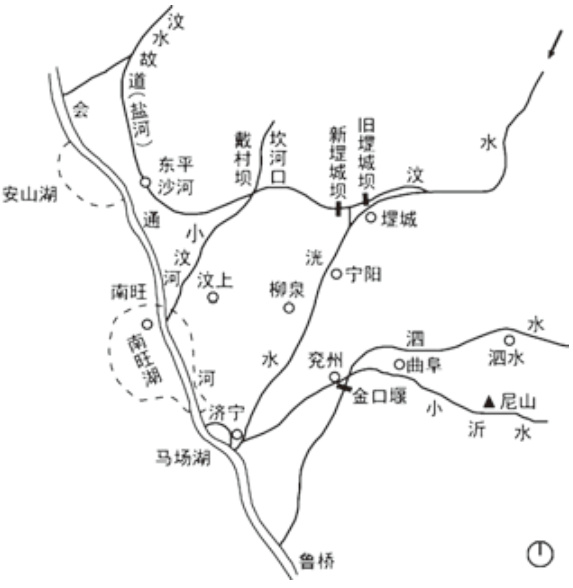 汶水故道(盐河)
会通河
安山湖
东平沙河
戴村坝
坎河口
新堽城坝
旧堽城坝
汶水
堽城
小汶河
汶上
柳泉
洸水
宁阳
南旺
南旺湖
泗水
泗水
曲阜
兖州
金口堰
尼山
小沂水
济宁
马场湖
鲁桥